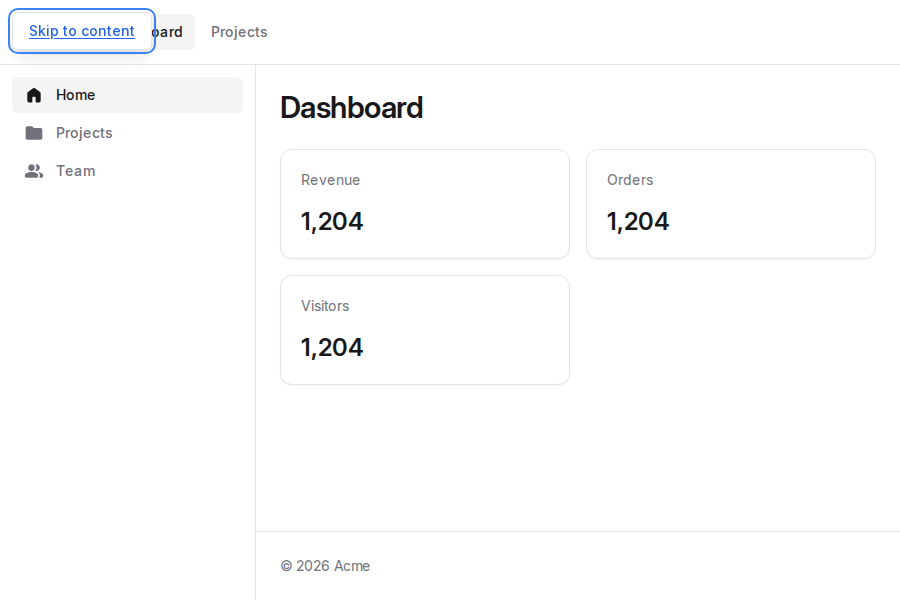 Skip to content
Projects
Home
Projects
Team
Dashboard
Revenue
1,204
Orders
1,204
Visitors
1,204
© 2026 Acme